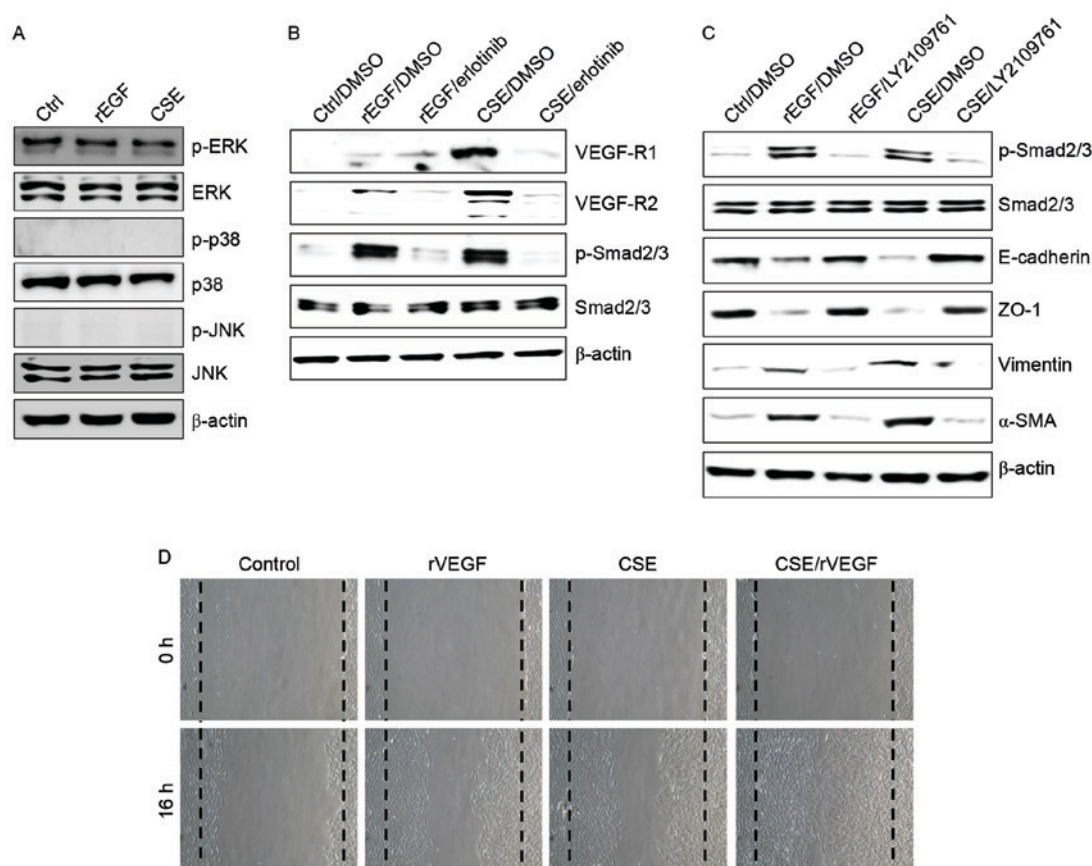 A
Ctrl
rEGF
CSE
p-ERK
ERK
p-p38
p38
p-JNK
JNK
β-actin
B
Ctrl/DMSO
rEGF/DMSO
rEGF/erlotinib
CSE/DMSO
CSE/erlotinib
VEGF-R1
VEGF-R2
p-Smad2/3
Smad2/3
β-actin
C
Ctrl/DMSO
rEGF/DMSO
rEGF/LY2109761
CSE/DMSO
CSE/LY2109761
p-Smad2/3
Smad2/3
E-cadherin
ZO-1
Vimentin
α-SMA
β-actin
D
Control rVEGF CSE CSE/rVEGF
0 h
16 h